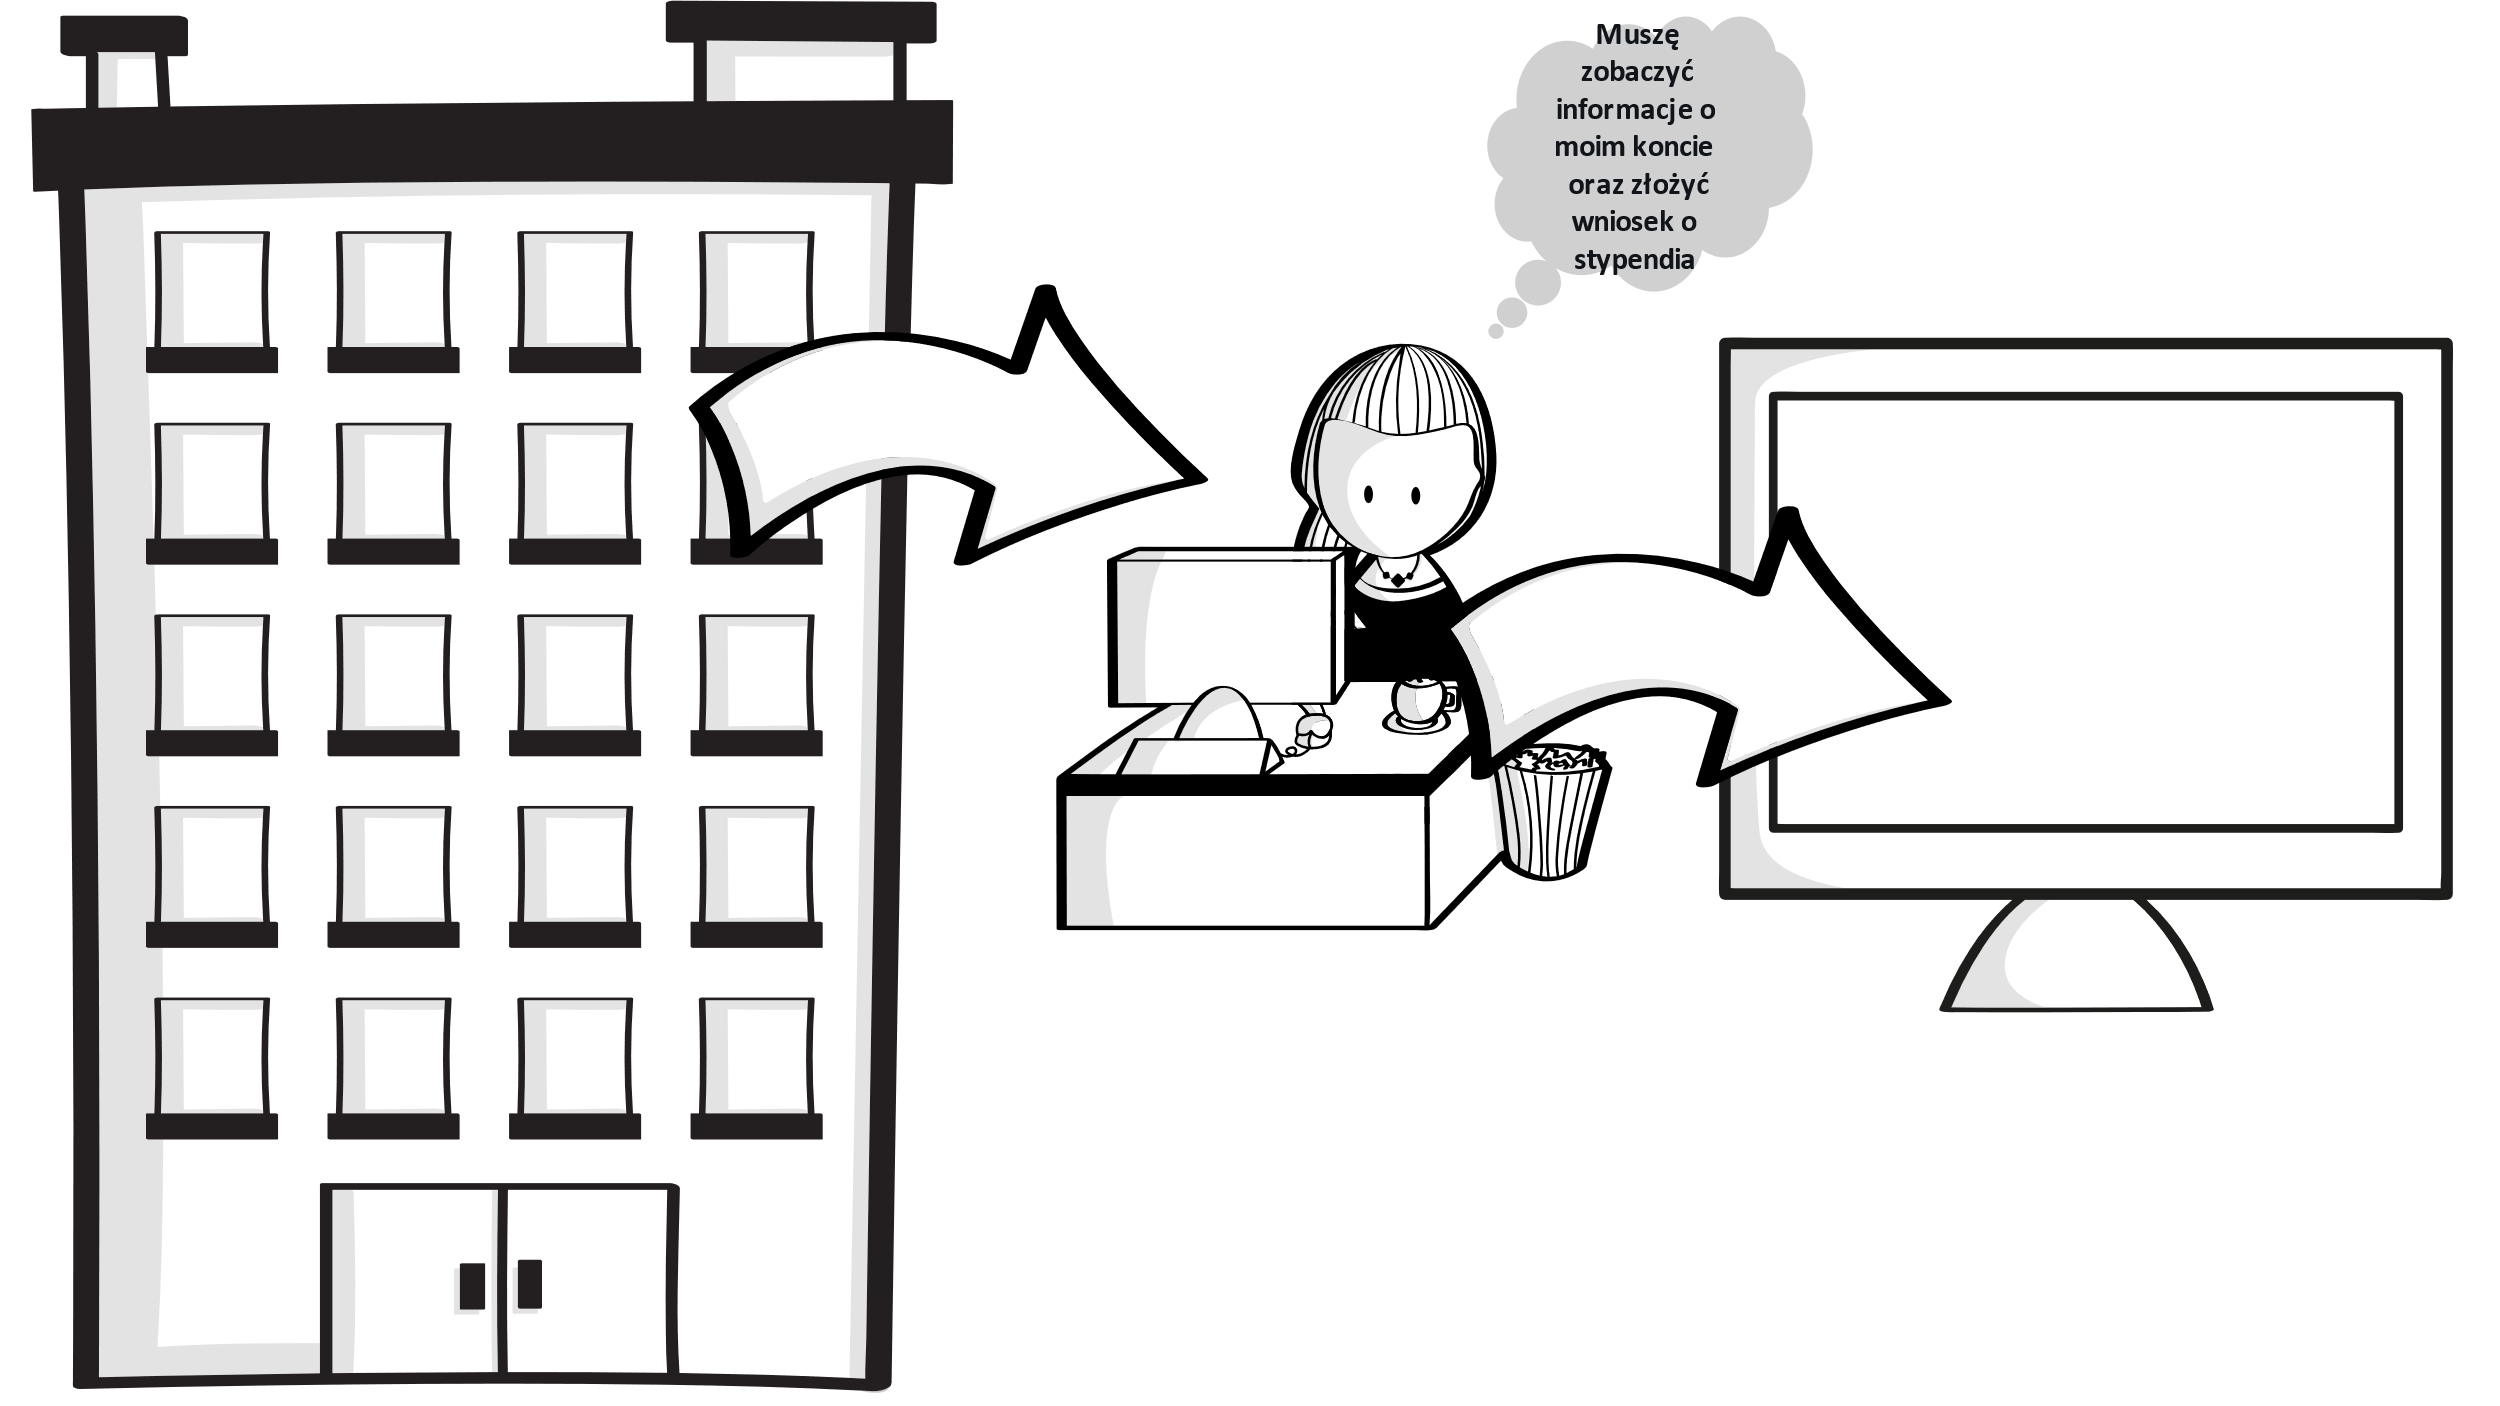 Muszę
zobaczyć
informacje o
moim koncie
oraz złożyć
wniosek o
stypendia